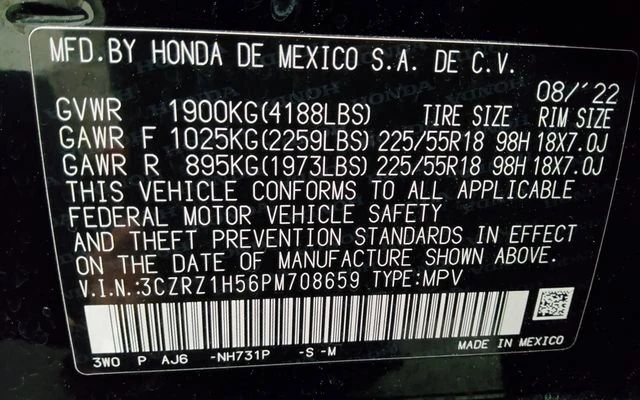 MFD.BY HONDA DE MEXICO S.A. DE C.V.
08/'22
GVWR 1900KG(4188LBS) TIRE SIZE RIM SIZE
GAWR F 1025KG(2259LBS) 225/55R18 98H 18X7.0J
GAWR R 895KG(1973LBS) 225/55R18 98H 18X7.0J
THIS VEHICLE CONFORMS TO ALL APPLICABLE
FEDERAL MOTOR VEHICLE SAFETY
AND THEFT PREVENTION STANDARDS IN EFFECT
ON THE DATE OF MANUFACTURE SHOWN ABOVE.
V.I.N.:3CZRZ1H56PM708659 TYPE:MPV
3W0 P AJ6 -NH731P -S-M MADE IN MEXICO